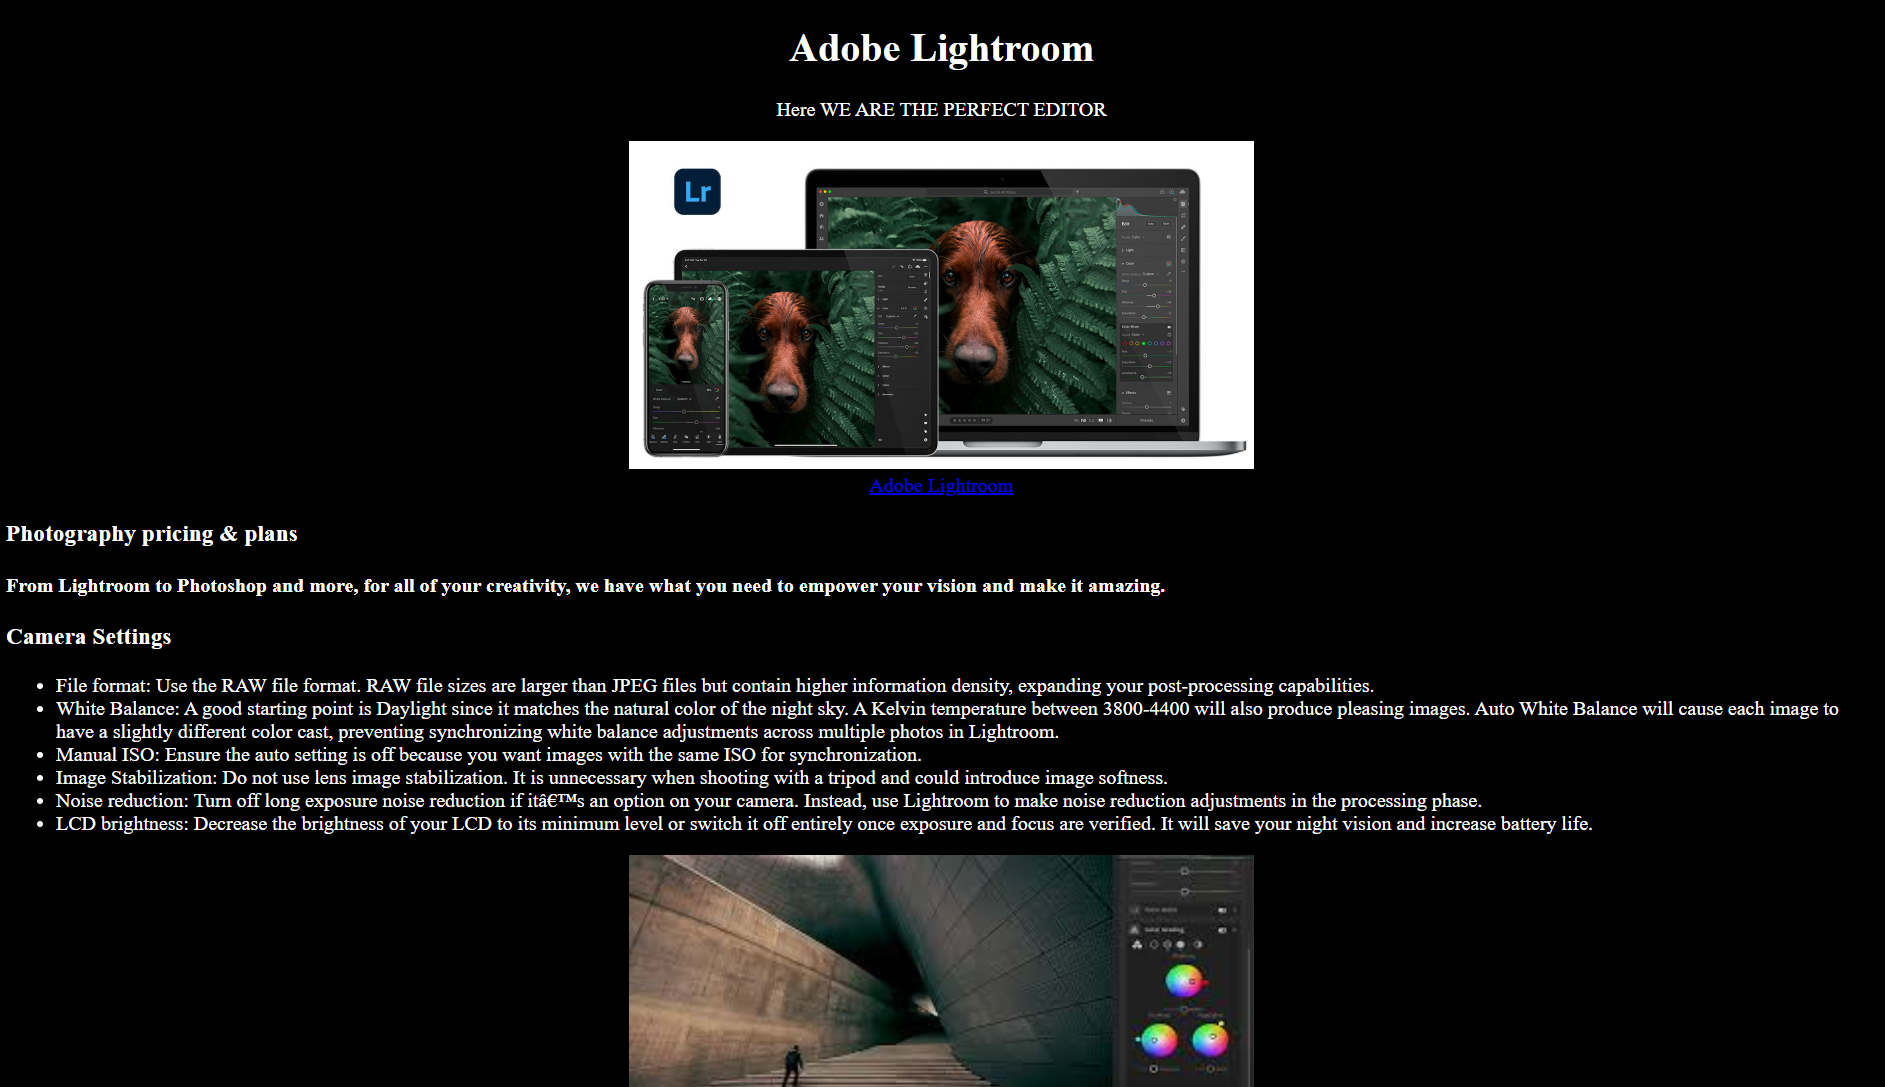 Adobe Lightroom
Here WE ARE THE PERFECT EDITOR
Lr
Edit
Light
Color
Effects
Presets
Adobe Lightroom
Photography pricing & plans
From Lightroom to Photoshop and more, for all of your creativity, we have what you need to empower your vision and make it amazing.
Camera Settings
• File format: Use the RAW file format. RAW file sizes are larger than JPEG files but contain higher information density, expanding your post-processing capabilities.
• White Balance: A good starting point is Daylight since it matches the natural color of the night sky. A Kelvin temperature between 3800-4400 will also produce pleasing images. Auto White Balance will cause each image to
have a slightly different color cast, preventing synchronizing white balance adjustments across multiple photos in Lightroom.
• Manual ISO: Ensure the auto setting is off because you want images with the same ISO for synchronization.
• Image Stabilization: Do not use lens image stabilization. It is unnecessary when shooting with a tripod and could introduce image softness.
• Noise reduction: Turn off long exposure noise reduction if itâ€™s an option on your camera. Instead, use Lightroom to make noise reduction adjustments in the processing phase.
• LCD brightness: Decrease the brightness of your LCD to its minimum level or switch it off entirely once exposure and focus are verified. It will save your night vision and increase battery life.